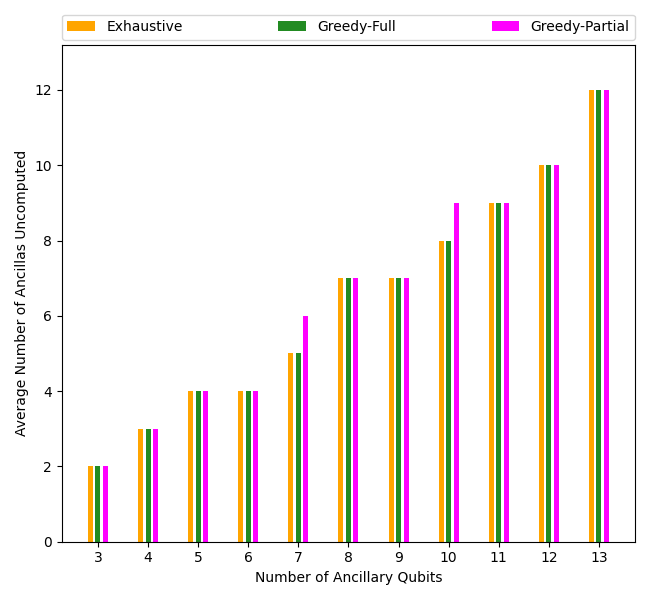 Exhaustive Greedy-Full Greedy-Partial
Average Number of Ancillas Uncomputed
12
10
8
6
4
2
0
3 4 5 6 7 8 9 10 11 12 13
Number of Ancillary Qubits